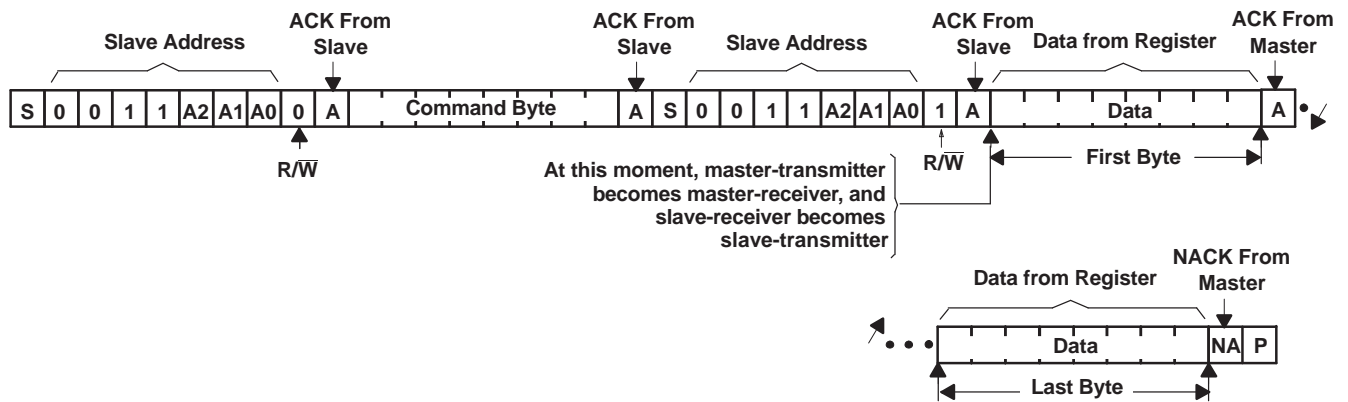 ACK From
Slave
ACK From
Slave
ACK From
Slave
ACK From
Master
Slave Address
Slave Address
Data from Register
S 0 0 1 1 A2 A1 A0 0 A Command Byte A S 0 0 1 1 A2 A1 A0 1 A Data A
R/W̅
R/W̅
First Byte
At this moment, master-transmitter
becomes master-receiver, and
slave-receiver becomes
slave-transmitter
NACK From
Master
Data from Register
Data NA P
Last Byte